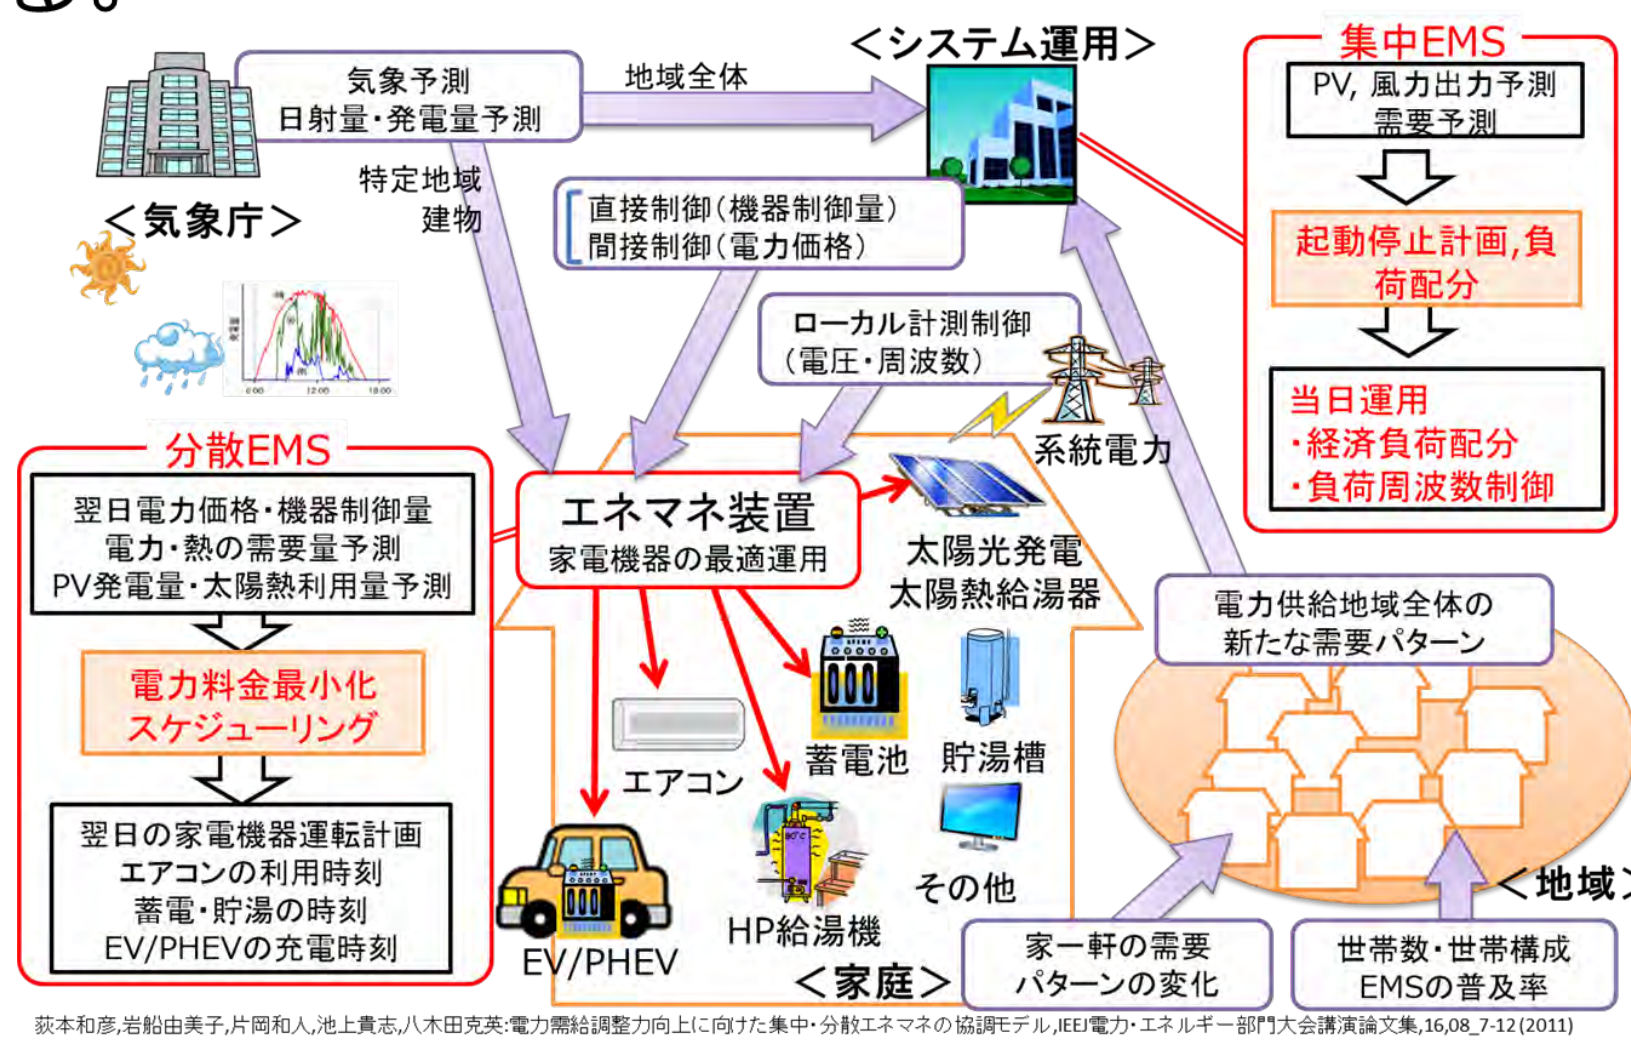 る。
＜システム運用＞
集中EMS
気象予測
日射量・発電量予測
地域全体
PV, 風力出力予測
需要予測
特定地域
建物
＜気象庁＞
直接制御（機器制御量）
間接制御（電力価格）
起動停止計画,負
荷配分
ローカル計測制御
（電圧・周波数）
系統電力
当日運用
・経済負荷配分
・負荷周波数制御
6:00
12:00
18:00
分散EMS
翌日電力価格・機器制御量
電力・熱の需要量予測
PV発電量・太陽熱利用量予測
エネマネ装置
家電機器の最適運用
太陽光発電
太陽熱給湯器
電力供給地域全体の
新たな需要パターン
電力料金最小化
スケジューリング
エアコン
蓄電池
貯湯槽
翌日の家電機器運転計画
エアコンの利用時刻
蓄電・貯湯の時刻
EV/PHEVの充電時刻
80℃
その他
＜地域＞
EV/PHEV
HP給湯機
＜家庭＞
家一軒の需要
パターンの変化
世帯数・世帯構成
EMSの普及率
荻本和彦,岩船由美子,片岡和人,池上貴志,八木田克英:電力需給調整力向上に向けた集中・分散エネマネの協調モデル,IEEJ電力・エネルギー部門大会講演論文集,16,08_7-12 (2011)